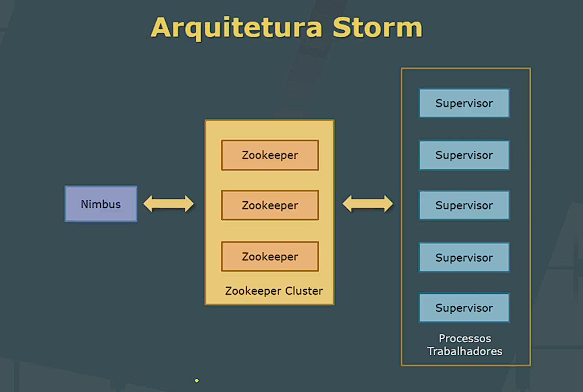 Arquitetura Storm
Nimbus
Zookeeper
Zookeeper
Zookeeper
Zookeeper Cluster
Supervisor
Supervisor
Supervisor
Supervisor
Supervisor
Processos
Trabalhadores